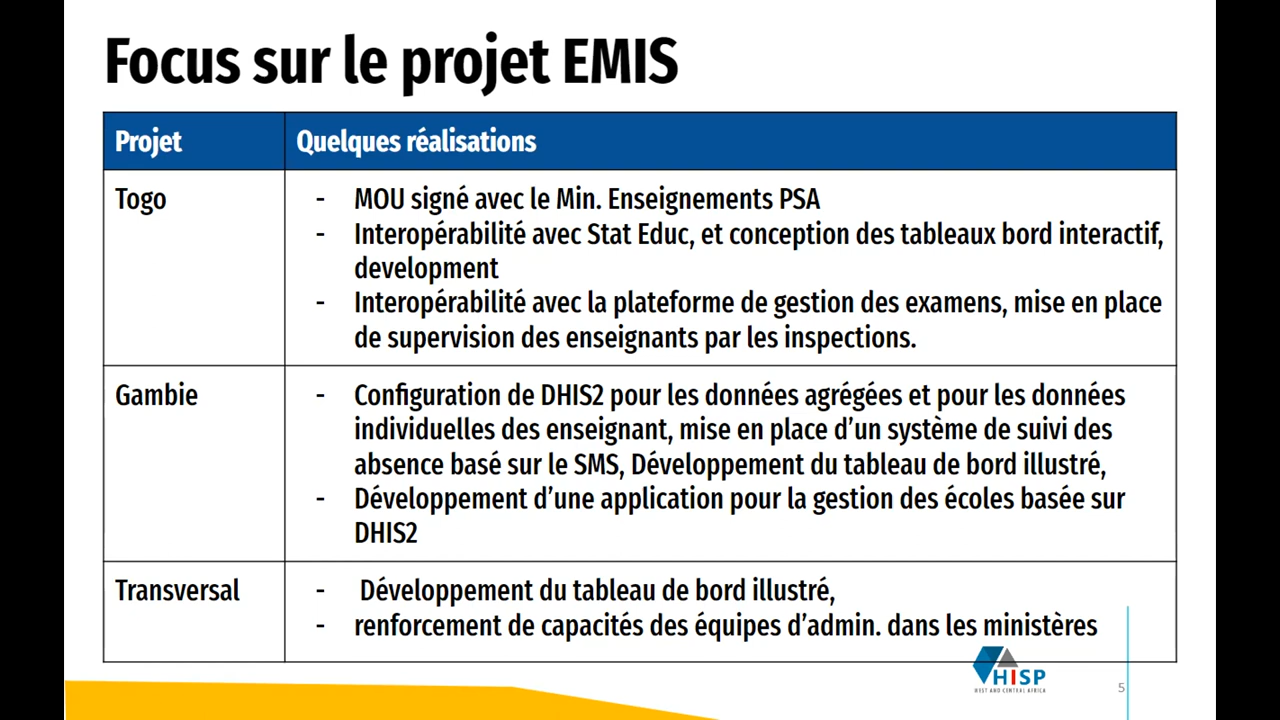 Focus sur le projet EMIS
Projet
Quelques réalisations
Togo
- MOU signé avec le Min. Enseignements PSA
- Interopérabilité avec Stat Educ, et conception des tableaux bord interactif,
development
- Interopérabilité avec la plateforme de gestion des examens, mise en place
de supervision des enseignants par les inspections.
Gambie
- Configuration de DHIS2 pour les données agrégées et pour les données
individuelles des enseignant, mise en place d’un système de suivi des
absence basé sur le SMS, Développement du tableau de bord illustré,
- Développement d’une application pour la gestion des écoles basée sur
DHIS2
Transversal
- Développement du tableau de bord illustré,
- renforcement de capacités des équipes d’admin. dans les ministères
HISP
WEST AND CENTRAL AFRICA
5